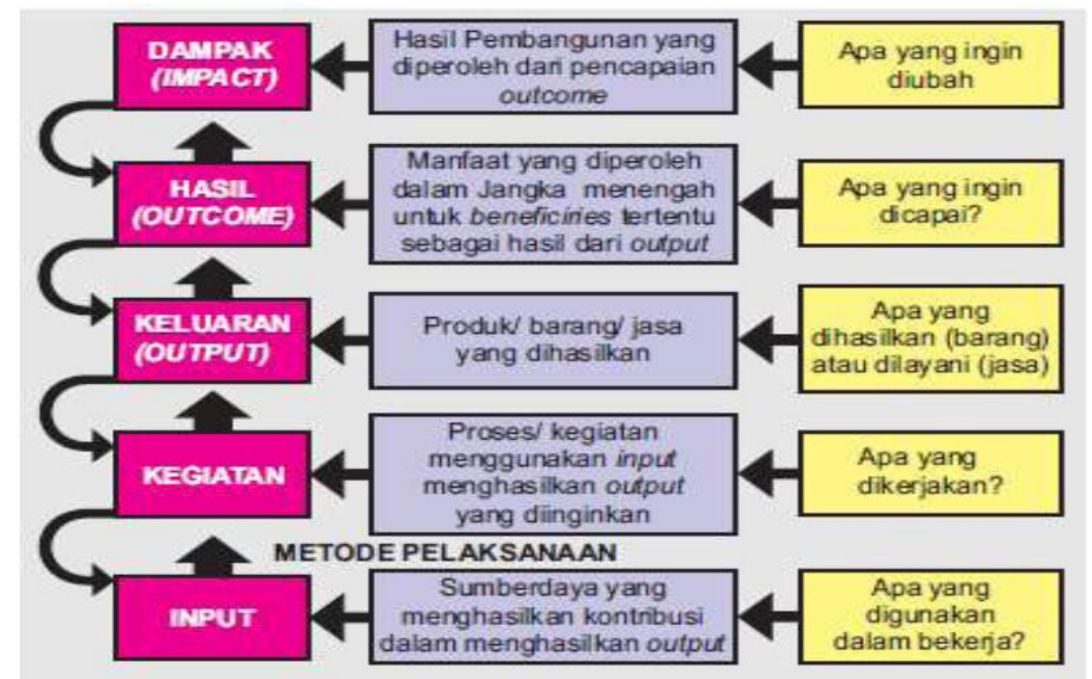 DAMPAK
(IMPACT)
Hasil Pembangunan yang
diperoleh dari pencapaian
outcome
Apa yang ingin
diubah
HASIL
(OUTCOME)
Manfaat yang diperoleh
dalam Jangka menengah
untuk beneficiries tertentu
sebagai hasil dari output
Apa yang ingin
dicapai?
KELUARAN
(OUTPUT)
Produk/ barang/ jasa
yang dihasilkan
Apa yang
dihasilkan (barang)
atau dilayani (jasa)
KEGIATAN
Proses/ kegiatan
menggunakan input
menghasilkan output
yang diinginkan
Apa yang
dikerjakan?
METODE PELAKSANAAN
INPUT
Sumberdaya yang
menghasilkan kontribusi
dalam menghasilkan output
Apa yang
digunakan
dalam bekerja?